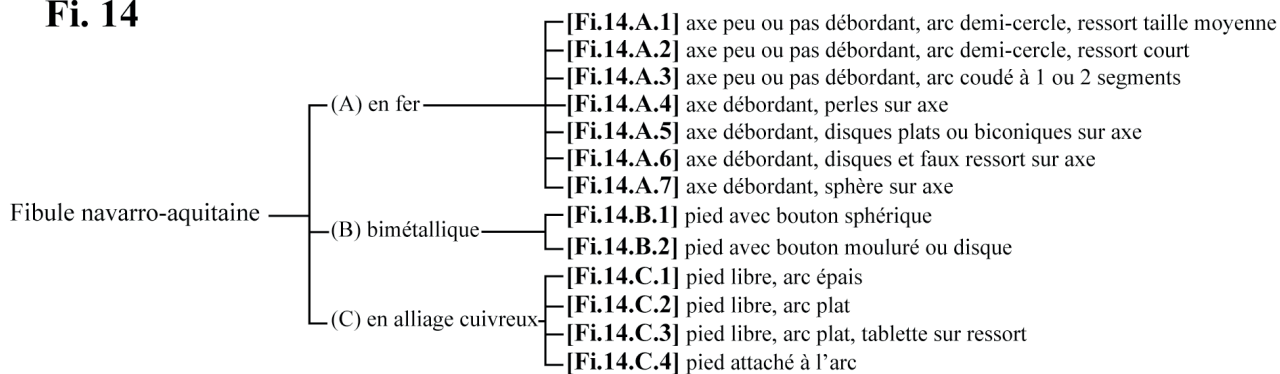 Fi. 14
[Fi.14.A.1] axe peu ou pas débordant, arc demi-cercle, ressort taille moyenne
[Fi.14.A.2] axe peu ou pas débordant, arc demi-cercle, ressort court
[Fi.14.A.3] axe peu ou pas débordant, arc coudé à 1 ou 2 segments
(A) en fer
[Fi.14.A.4] axe débordant, perles sur axe
[Fi.14.A.5] axe débordant, disques plats ou biconiques sur axe
[Fi.14.A.6] axe débordant, disques et faux ressort sur axe
[Fi.14.A.7] axe débordant, sphère sur axe
Fibule navarro-aquitaine
(B) bimétallique
[Fi.14.B.1] pied avec bouton sphérique
[Fi.14.B.2] pied avec bouton mouluré ou disque
(C) en alliage cuivreux
[Fi.14.C.1] pied libre, arc épais
[Fi.14.C.2] pied libre, arc plat
[Fi.14.C.3] pied libre, arc plat, tablette sur ressort
[Fi.14.C.4] pied attaché à l'arc